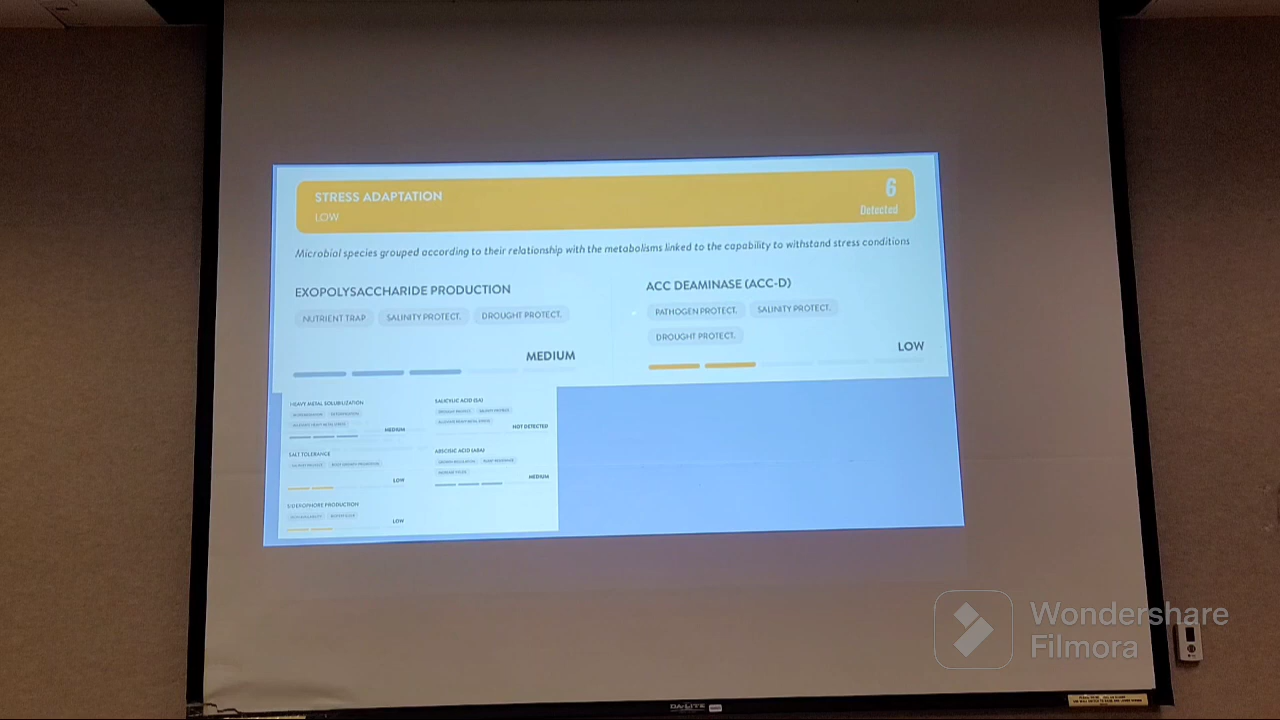 STRESS ADAPTATION
LOW
6
Detected
Microbial species grouped according to their relationship with the metabolisms linked to the capability to withstand stress conditions
EXOPOLYSACCHARIDE PRODUCTION
NUTRIENT TRAP SALINITY PROTECT. DROUGHT PROTECT.
MEDIUM
ACC DEAMINASE (ACC-D)
PATHOGEN PROTECT. SALINITY PROTECT.
DROUGHT PROTECT.
LOW
HEAVY METAL SOLUBILIZATION
MEDIUM
SALT TOLERANCE
LOW
SIDEROPHORE PRODUCTION
LOW
SALICYLIC ACID (SA)
NOT DETECTED
ABSCISIC ACID (ABA)
MEDIUM
DA-LITE
Wondershare
Filmora